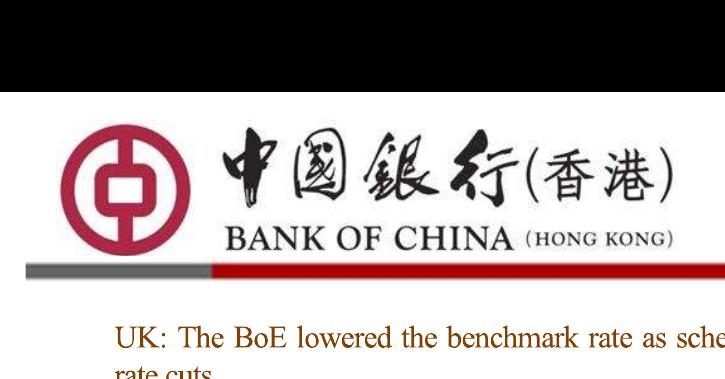 中國銀行(香港)
BANK OF CHINA (HONG KONG)
UK: The BoE lowered the benchmark rate as sche
rate cuts